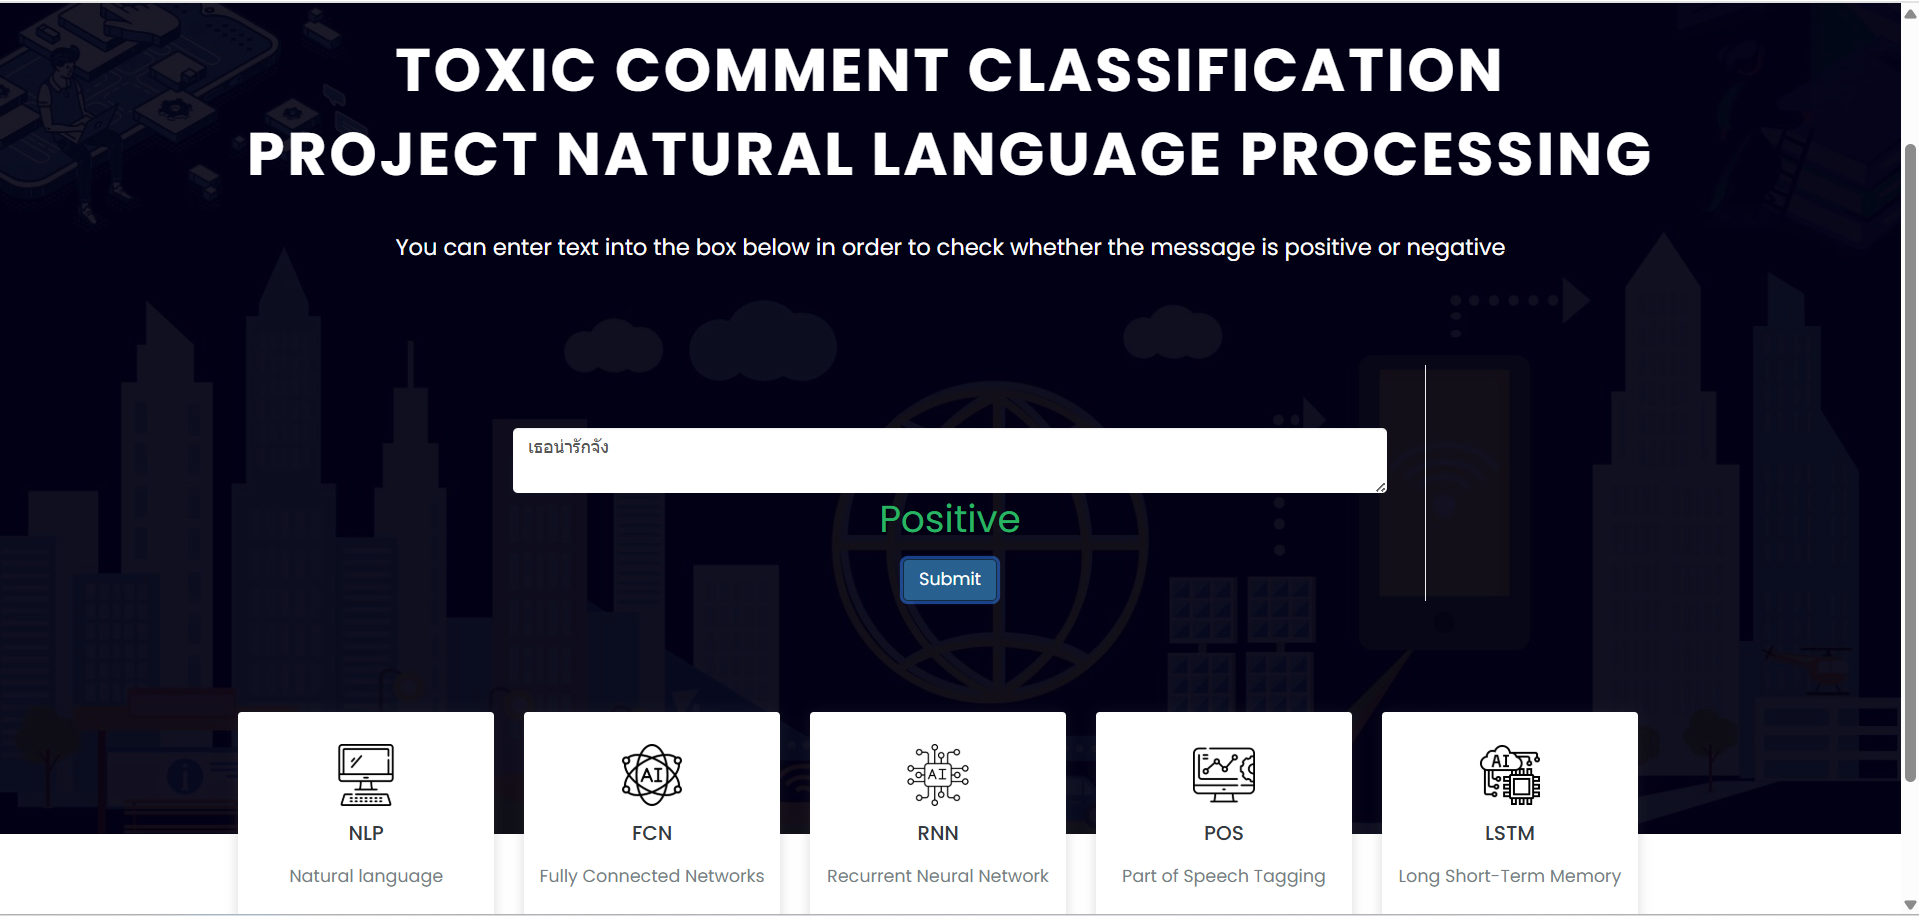 TOXIC COMMENT CLASSIFICATION
PROJECT NATURAL LANGUAGE PROCESSING
You can enter text into the box below in order to check whether the message is positive or negative
เธอน่ารักจัง
Positive
Submit
AI
AI
AI
NLP
FCN
RNN
POS
LSTM
Natural language
Fully Connected Networks
Recurrent Neural Network
Part of Speech Tagging
Long Short-Term Memory